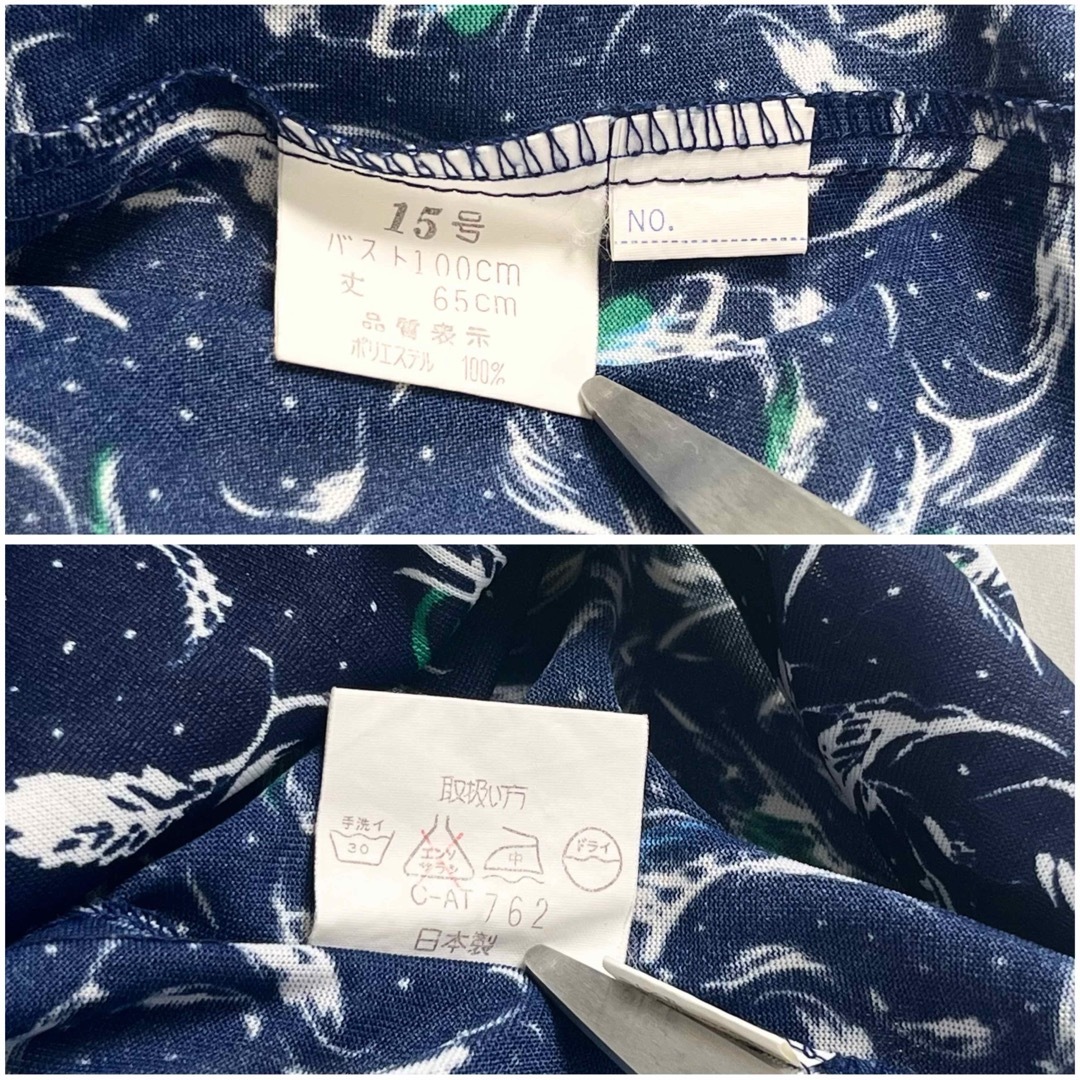 15号
バスト100cm
丈 65cm
品質表示
ポリエステル 100%
NO.
取扱い方
手洗イ
30
エンソ
サラシ
中
ドライ
C-AT 762
日本製